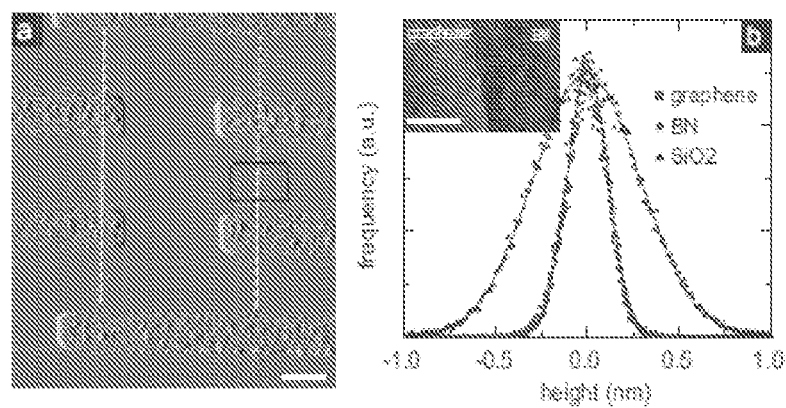 a
b
graphene
BN
SiO2
frequency (a.u.)
-1.0
-0.5
0.0
0.5
1.0
height (nm)